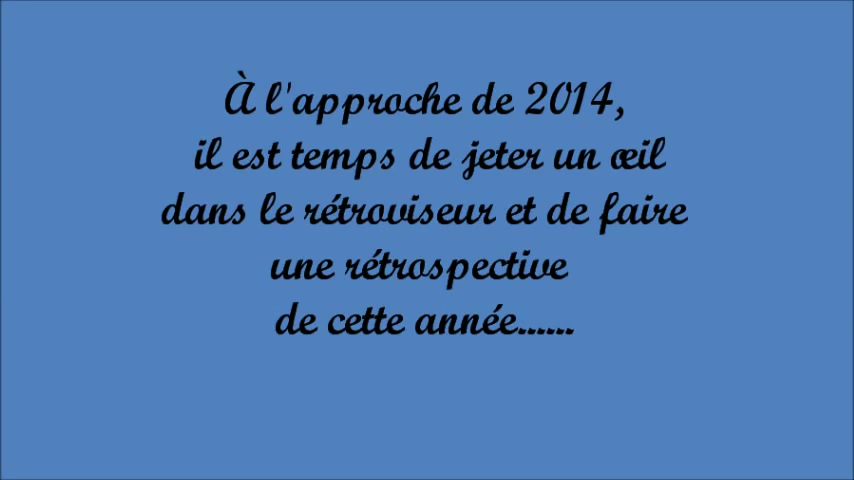 À l'approche de 2014,
il est temps de jeter un œil
dans le rétroviseur et de faire
une rétrospective
de cette année......